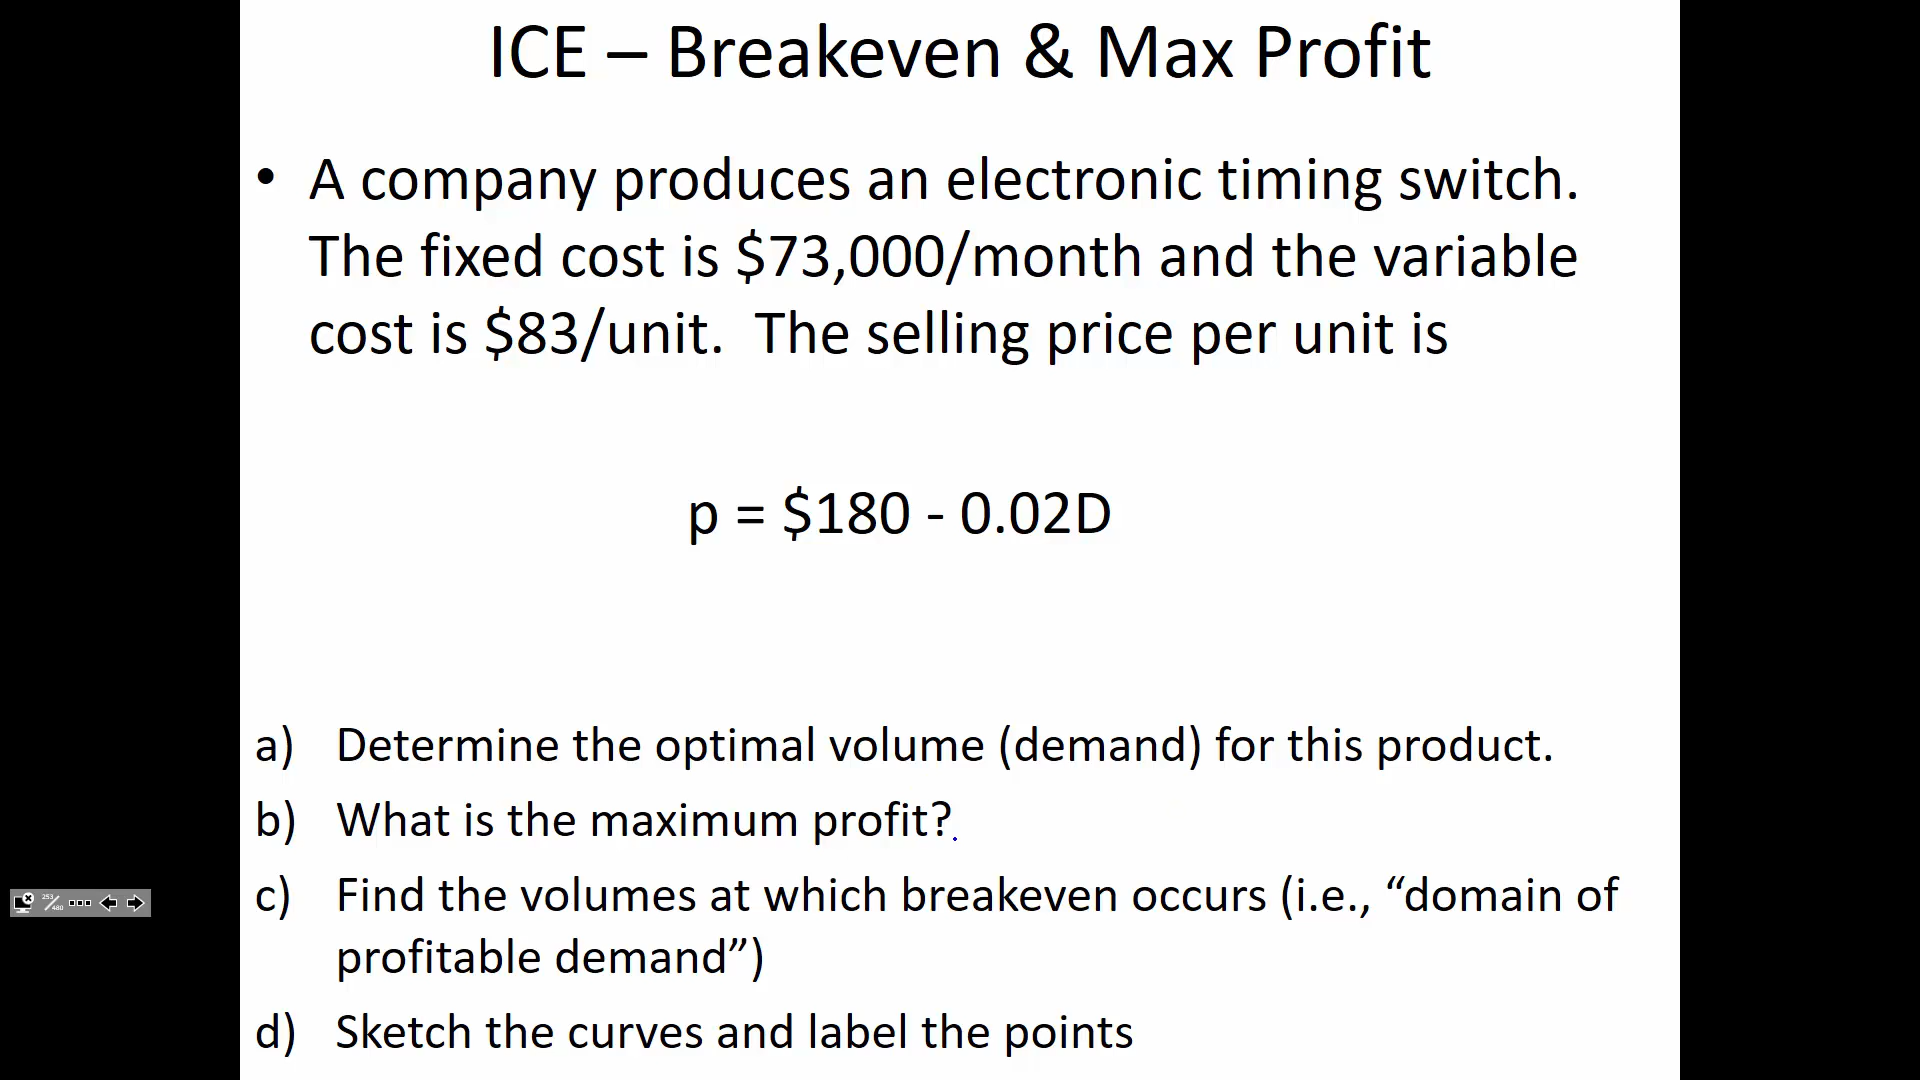 ICE – Breakeven & Max Profit
• A company produces an electronic timing switch.
The fixed cost is $73,000/month and the variable
cost is $83/unit.  The selling price per unit is
p = $180 - 0.02D
a) Determine the optimal volume (demand) for this product.
b) What is the maximum profit?
c) Find the volumes at which breakeven occurs (i.e., “domain of
profitable demand”)
d) Sketch the curves and label the points
253/480